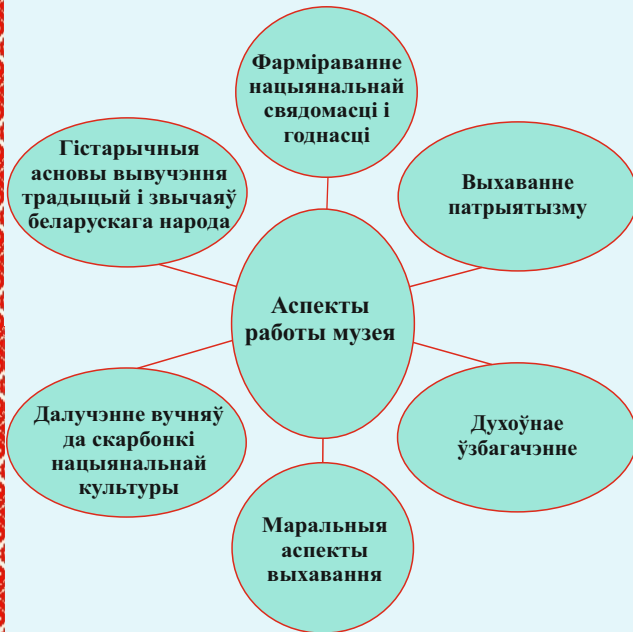 Фарміраванне
нацыянальнай
свядомасці і
годнасці
Гістарычныя
асновы вывучэння
традыцый і звычаяў
беларускага народа
Выхаванне
патрыятызму
Аспекты
работы музея
Далучэнне вучняў
да скарбонкі
нацыянальнай
культуры
Духоўнае
ўзбагачэнне
Маральныя
аспекты
выхавання